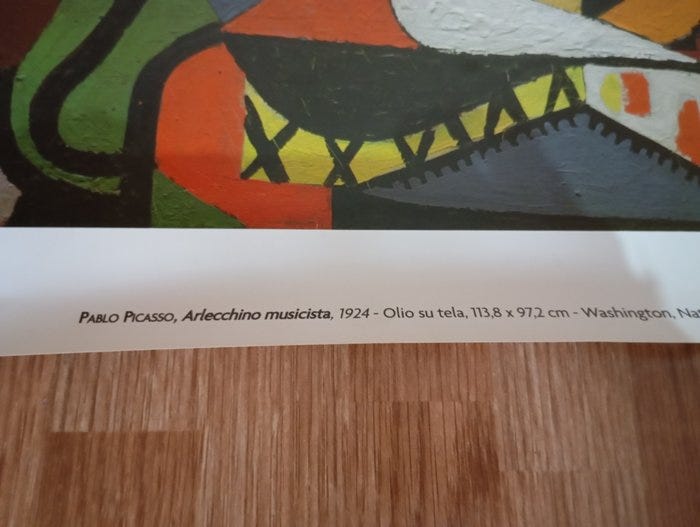 Pablo Picasso, Arlecchino musicista, 1924 - Olio su tela, 113,8 x 97,2 cm - Washington,